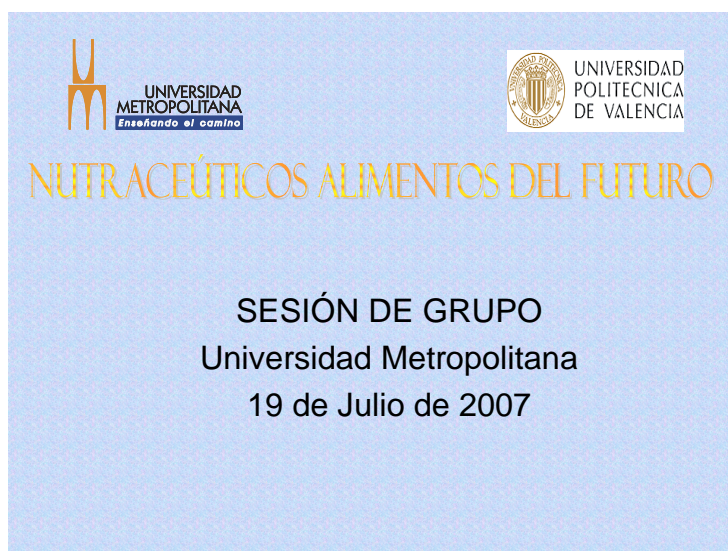 UNIVERSIDAD
METROPOLITANA
Enseñando el camino
UNIVERSIDAD
POLITECNICA
DE VALENCIA
NUTRACEÚTICOS ALIMENTOS DEL FUTURO
SESIÓN DE GRUPO
Universidad Metropolitana
19 de Julio de 2007